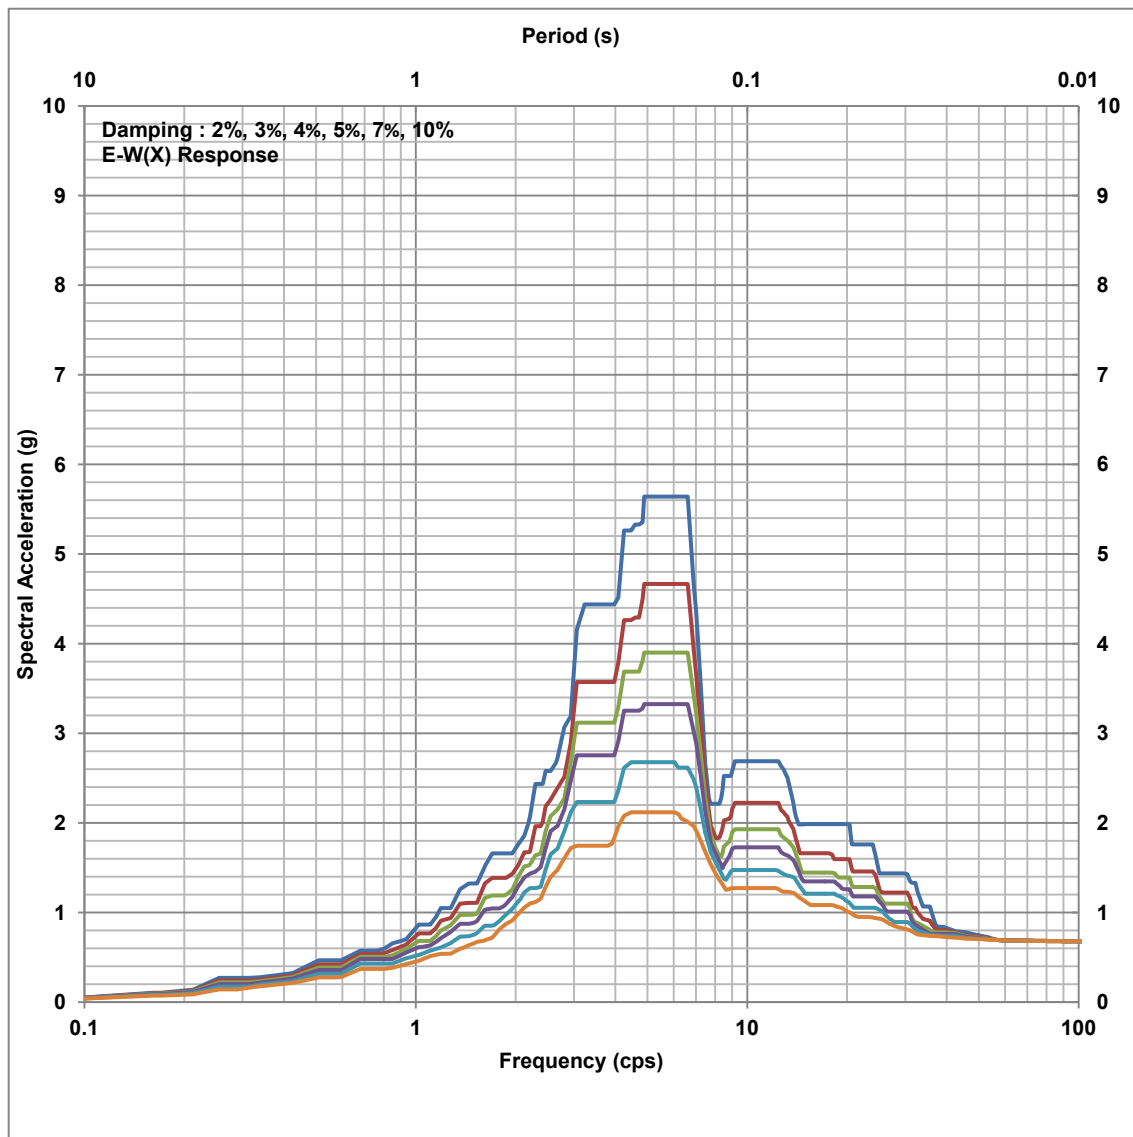 Period (s)
10 1 0.1 0.01
Damping : 2%, 3%, 4%, 5%, 7%, 10%
E-W(X) Response
10 10
9 9
8 8
7 7
6 6
5 5
4 4
3 3
2 2
1 1
0 0
Spectral Acceleration (g)
0.1 1 10 100
Frequency (cps)